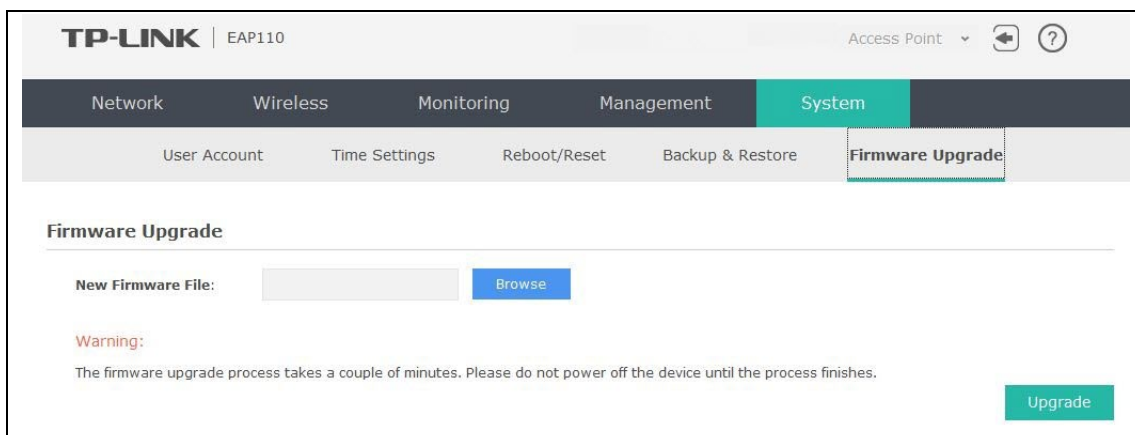 TP-LINK EAP110 Access Point ?
Network Wireless Monitoring Management System
User Account Time Settings Reboot/Reset Backup & Restore Firmware Upgrade
Firmware Upgrade
New Firmware File: Browse
Warning:
The firmware upgrade process takes a couple of minutes. Please do not power off the device until the process finishes.
Upgrade